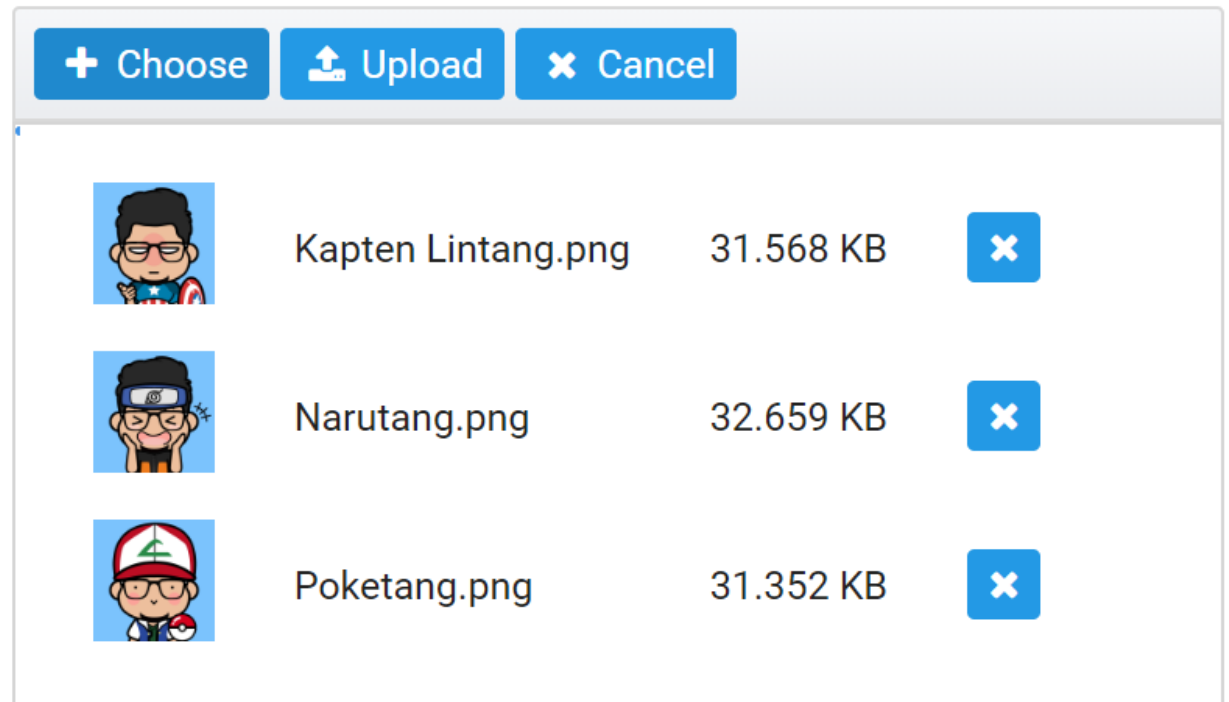 Choose Upload Cancel
Kapten Lintang.png 31.568 KB
Narutang.png 32.659 KB
Poketang.png 31.352 KB